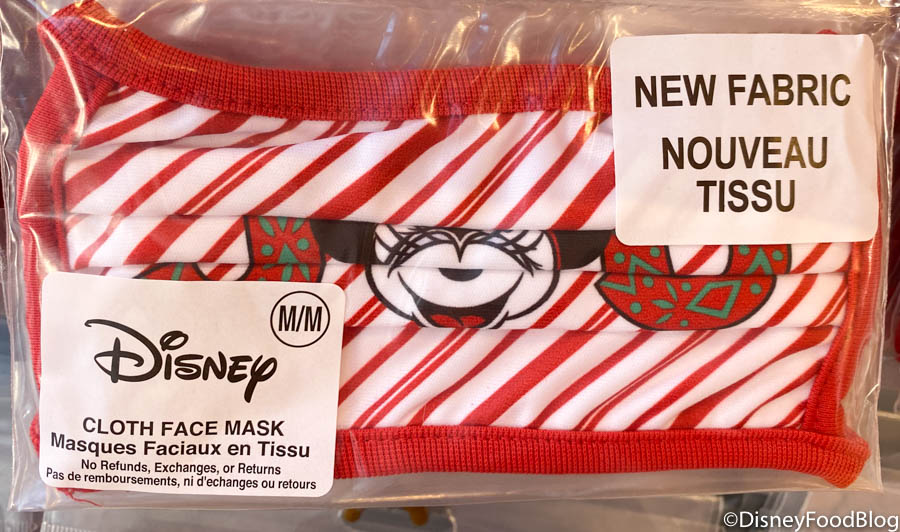 NEW FABRIC
NOUVEAU
TISSU
M/M
Disney
CLOTH FACE MASK
Masques Faciaux en Tissu
No Refunds, Exchanges, or Returns
Pas de remboursements, ni d'echanges ou retours
©DisneyFoodBlog